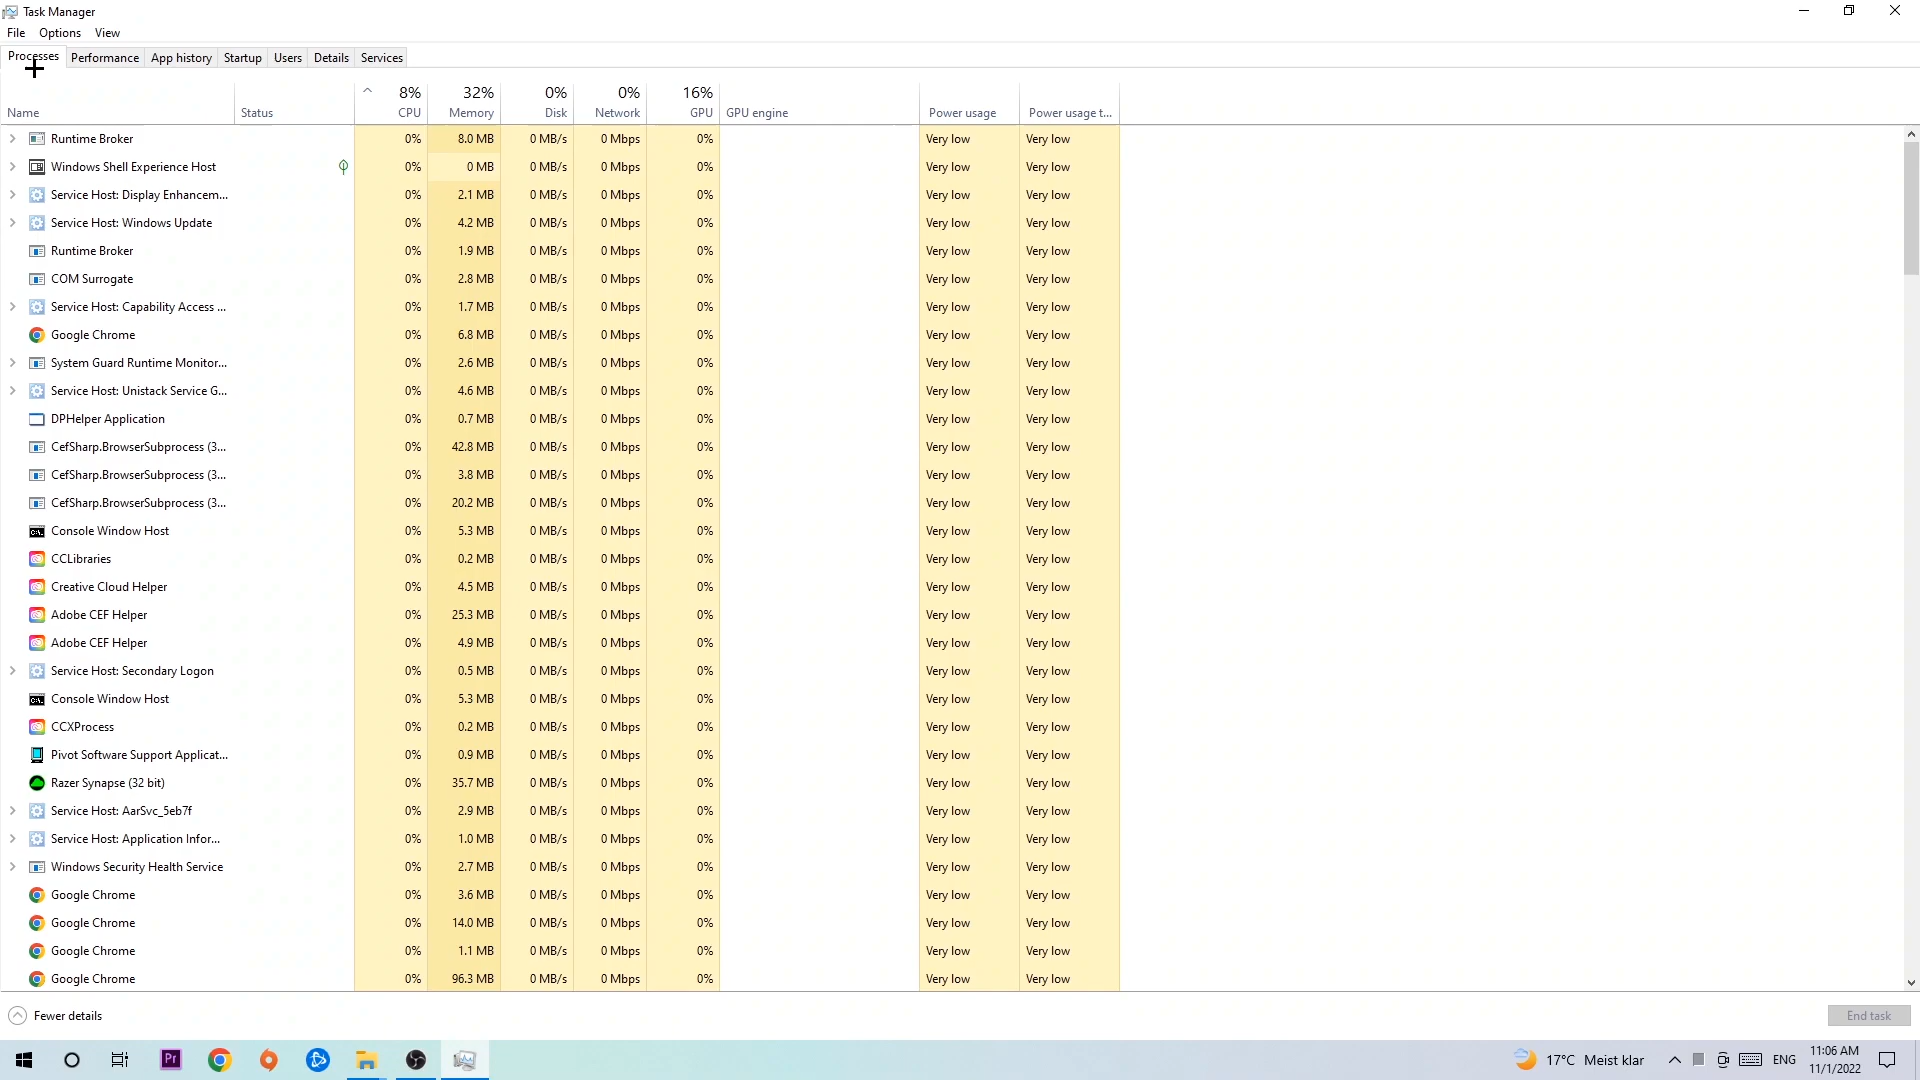 Task Manager
File Options View
Processes Performance App history Startup Users Details Services
8% 32% 0% 0% 16%
Name Status CPU Memory Disk Network GPU GPU engine Power usage Power usage t...
Runtime Broker 0% 8.0 MB 0 MB/s 0 Mbps 0% Very low Very low
Windows Shell Experience Host 0% 0 MB 0 MB/s 0 Mbps 0% Very low Very low
Service Host: Display Enhancem... 0% 2.1 MB 0 MB/s 0 Mbps 0% Very low Very low
Service Host: Windows Update 0% 4.2 MB 0 MB/s 0 Mbps 0% Very low Very low
Runtime Broker 0% 1.9 MB 0 MB/s 0 Mbps 0% Very low Very low
COM Surrogate 0% 2.8 MB 0 MB/s 0 Mbps 0% Very low Very low
Service Host: Capability Access ... 0% 1.7 MB 0 MB/s 0 Mbps 0% Very low Very low
Google Chrome 0% 6.8 MB 0 MB/s 0 Mbps 0% Very low Very low
System Guard Runtime Monitor... 0% 2.6 MB 0 MB/s 0 Mbps 0% Very low Very low
Service Host: Unistack Service G... 0% 4.6 MB 0 MB/s 0 Mbps 0% Very low Very low
DPHelper Application 0% 0.7 MB 0 MB/s 0 Mbps 0% Very low Very low
CefSharp.BrowserSubprocess (3... 0% 42.8 MB 0 MB/s 0 Mbps 0% Very low Very low
CefSharp.BrowserSubprocess (3... 0% 3.8 MB 0 MB/s 0 Mbps 0% Very low Very low
CefSharp.BrowserSubprocess (3... 0% 20.2 MB 0 MB/s 0 Mbps 0% Very low Very low
Console Window Host 0% 5.3 MB 0 MB/s 0 Mbps 0% Very low Very low
CCLibraries 0% 0.2 MB 0 MB/s 0 Mbps 0% Very low Very low
Creative Cloud Helper 0% 4.5 MB 0 MB/s 0 Mbps 0% Very low Very low
Adobe CEF Helper 0% 25.3 MB 0 MB/s 0 Mbps 0% Very low Very low
Adobe CEF Helper 0% 4.9 MB 0 MB/s 0 Mbps 0% Very low Very low
Service Host: Secondary Logon 0% 0.5 MB 0 MB/s 0 Mbps 0% Very low Very low
Console Window Host 0% 5.3 MB 0 MB/s 0 Mbps 0% Very low Very low
CCXProcess 0% 0.2 MB 0 MB/s 0 Mbps 0% Very low Very low
Pivot Software Support Applicat... 0% 0.9 MB 0 MB/s 0 Mbps 0% Very low Very low
Razer Synapse (32 bit) 0% 35.7 MB 0 MB/s 0 Mbps 0% Very low Very low
Service Host: AarSvc_5eb7f 0% 2.9 MB 0 MB/s 0 Mbps 0% Very low Very low
Service Host: Application Infor... 0% 1.0 MB 0 MB/s 0 Mbps 0% Very low Very low
Windows Security Health Service 0% 2.7 MB 0 MB/s 0 Mbps 0% Very low Very low
Google Chrome 0% 3.6 MB 0 MB/s 0 Mbps 0% Very low Very low
Google Chrome 0% 14.0 MB 0 MB/s 0 Mbps 0% Very low Very low
Google Chrome 0% 1.1 MB 0 MB/s 0 Mbps 0% Very low Very low
Google Chrome 0% 96.3 MB 0 MB/s 0 Mbps 0% Very low Very low
Fewer details End task
Pr 17°C Meist klar ENG 11:06 AM
11/1/2022